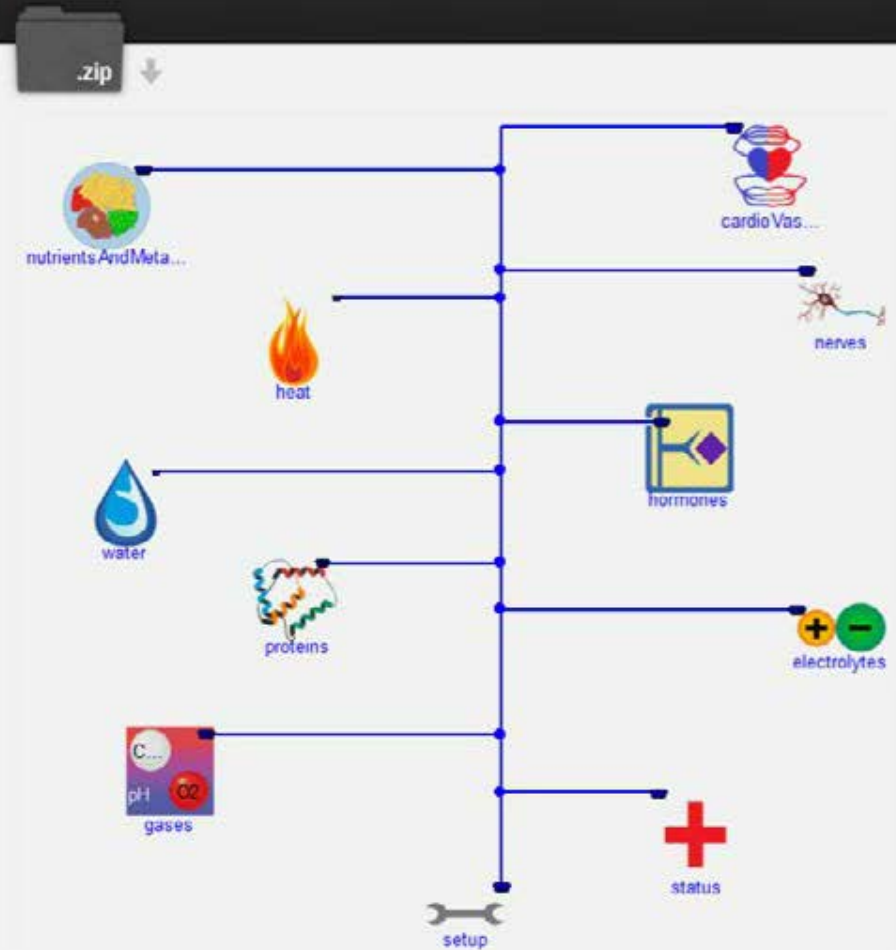 .zip
cardioVas...
nutrientsAndMeta...
nerves
heat
hormones
water
proteins
+ −
electrolytes
C...
pH
O2
gases
status
setup